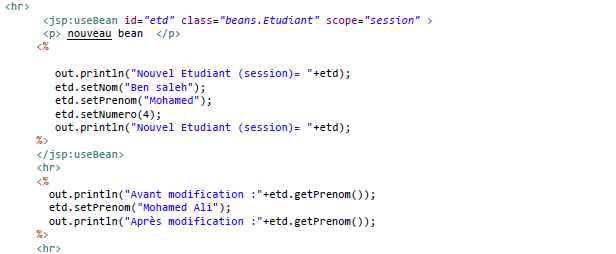 <hr>
<jsp:useBean id="etd" class="beans.Etudiant" scope="session" >
<p> nouveau bean  </p>
<%
out.println("Nouvel Etudiant (session)= "+etd);
etd.setNom("Ben saleh");
etd.setPrenom("Mohamed");
etd.setNumero(4);
out.println("Nouvel Etudiant (session)= "+etd);
%>
</jsp:useBean>
<hr>
<%
out.println("Avant modification :"+etd.getPrenom());
etd.setPrenom("Mohamed Ali");
out.println("Après modification :"+etd.getPrenom());
%>
<hr>